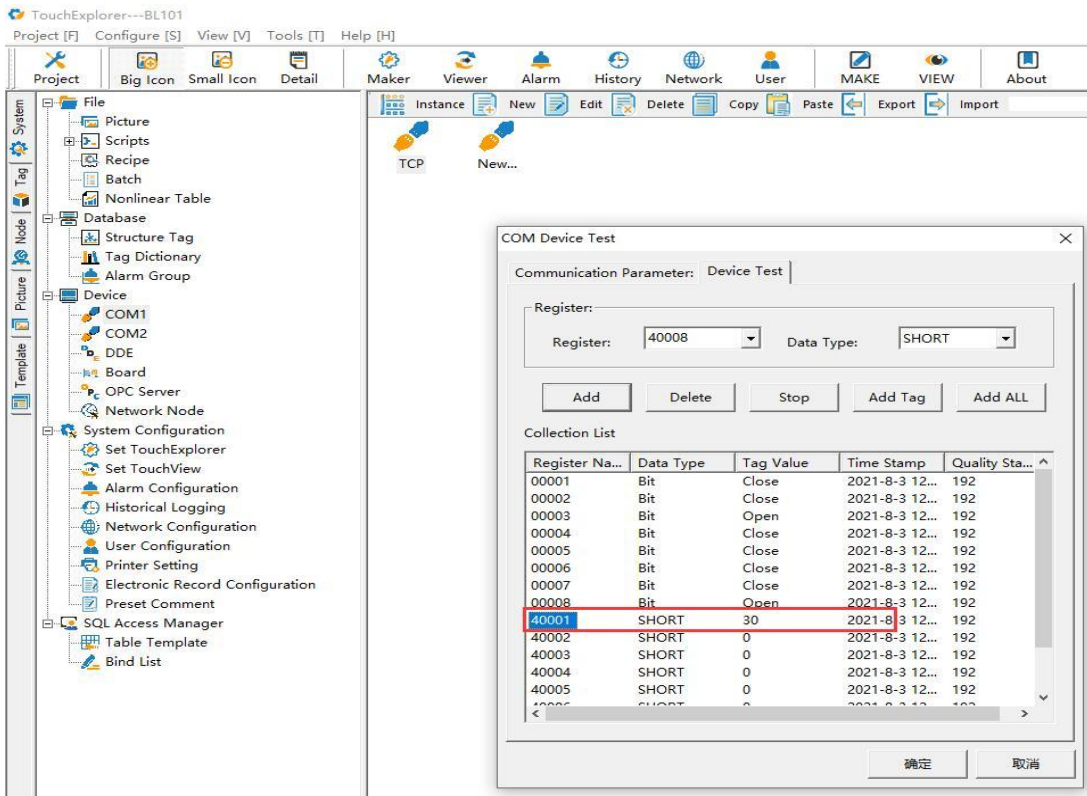 TouchExplorer---BL101
Project [F] Configure [S] View [V] Tools [T] Help [H]
Project Big Icon Small Icon Detail Maker Viewer Alarm History Network User MAKE VIEW About
System
Tag
Node
Picture
Template
File
Picture
Scripts
Recipe
Batch
Nonlinear Table
Database
Structure Tag
Tag Dictionary
Alarm Group
Device
COM1
COM2
DDE
Board
OPC Server
Network Node
System Configuration
Set TouchExplorer
Set TouchView
Alarm Configuration
Historical Logging
Network Configuration
User Configuration
Printer Setting
Electronic Record Configuration
Preset Comment
SQL Access Manager
Table Template
Bind List
Instance New Edit Delete Copy Paste Export Import
TCP New...
COM Device Test
Communication Parameter: Device Test
Register:
Register: 40008 Data Type: SHORT
Add Delete Stop Add Tag Add ALL
Collection List
Register Na... Data Type Tag Value Time Stamp Quality Sta...
00001 Bit Close 2021-8-3 12... 192
00002 Bit Close 2021-8-3 12... 192
00003 Bit Open 2021-8-3 12... 192
00004 Bit Close 2021-8-3 12... 192
00005 Bit Close 2021-8-3 12... 192
00006 Bit Close 2021-8-3 12... 192
00007 Bit Close 2021-8-3 12... 192
00008 Bit Open 2021-8-3 12... 192
40001 SHORT 30 2021-8-3 12... 192
40002 SHORT 0 2021-8-3 12... 192
40003 SHORT 0 2021-8-3 12... 192
40004 SHORT 0 2021-8-3 12... 192
40005 SHORT 0 2021-8-3 12... 192
确定 取消